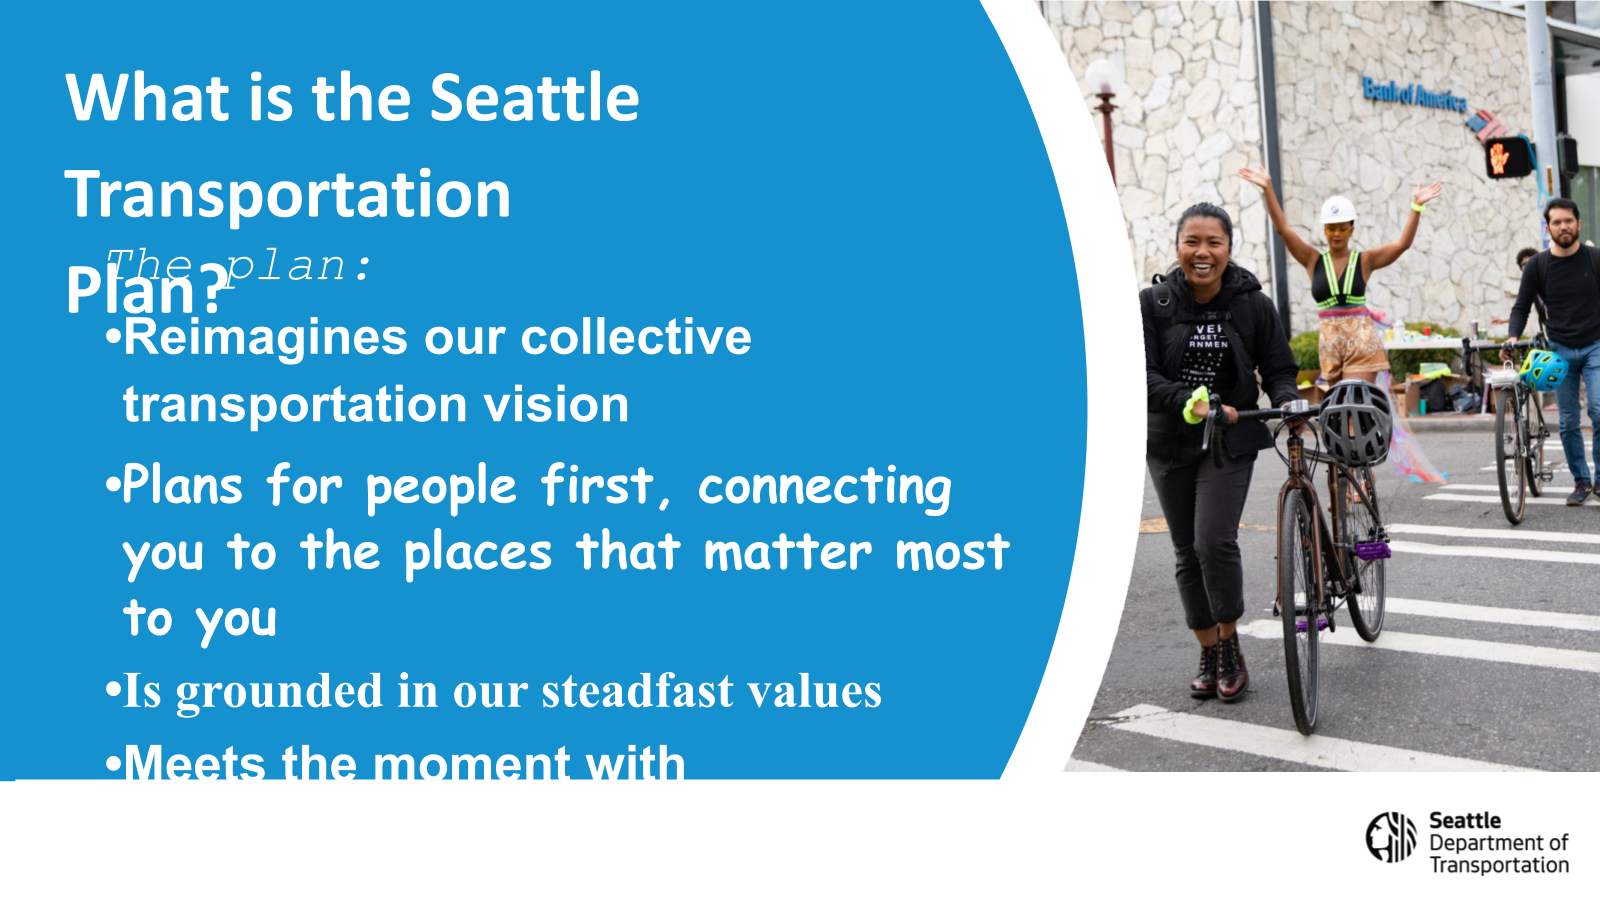 What is the Seattle
Transportation
Plan?
The plan:
•Reimagines our collective
transportation vision
•Plans for people first, connecting
you to the places that matter most
to you
•Is grounded in our steadfast values
•Meets the moment with
Bank of America
Seattle
Department of
Transportation